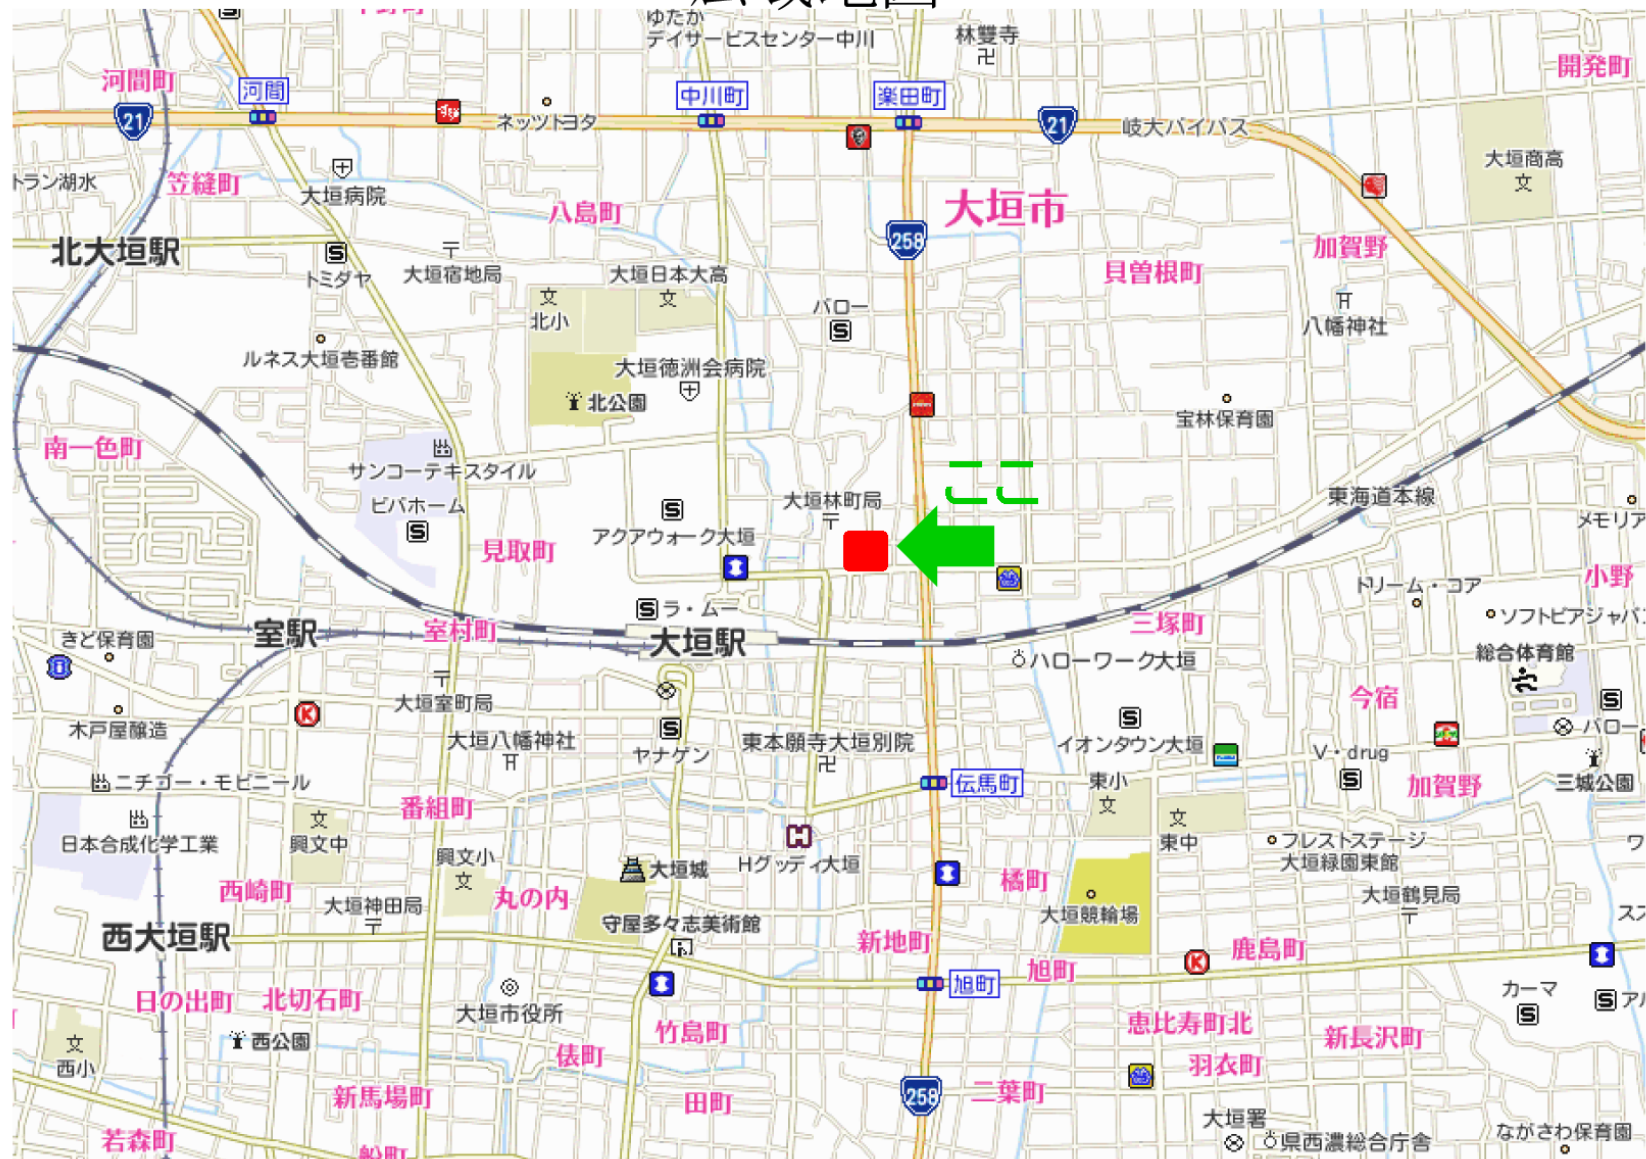 広域地図
ゆたか
デイサービスセンター中川
林雙寺
開発町
河間町
河間
中川町
楽田町
21
ネッツトヨタ
21
岐大バイパス
大垣商高
トラン湖水
笠縫町
大垣病院
八島町
大垣市
258
加賀野
北大垣駅
トミダヤ
大垣宿地局
大垣日本大高
貝曽根町
北小
バロー
八幡神社
ルネス大垣壱番館
大垣徳洲会病院
北公園
宝林保育園
南一色町
サンコーテキスタイル
ここ
ビバホーム
大垣林町局
東海道本線
メモリア
見取町
アクアウォーク大垣
小野
ドリーム・コア
ラ・ムー
ソフトピアジャパン
きど保育園
室駅
室村町
大垣駅
三塚町
ハローワーク大垣
総合体育館
大垣室町局
今宿
木戸屋醸造
K
大垣八幡神社
ヤナゲン
東本願寺大垣別院
イオンタウン大垣
V・drug
バロー
ニチゴー・モビニール
伝馬町
東小
加賀野
三城公園
番組町
日本合成化学工業
興文中
興文小
大垣城
Hグッディ大垣
東中
フレストステージ
大垣緑園東館
西崎町
丸の内
橘町
大垣神田局
守屋多々志美術館
大垣競輪場
大垣鶴見局
西大垣駅
新地町
旭町
鹿島町
K
旭町
日の出町
北切石町
大垣市役所
カーマ
竹島町
恵比寿町北
新長沢町
西公園
西小
俵町
羽衣町
新馬場町
田町
258
二葉町
大垣署
若森町
船町
県西濃総合庁舎
ながさわ保育園